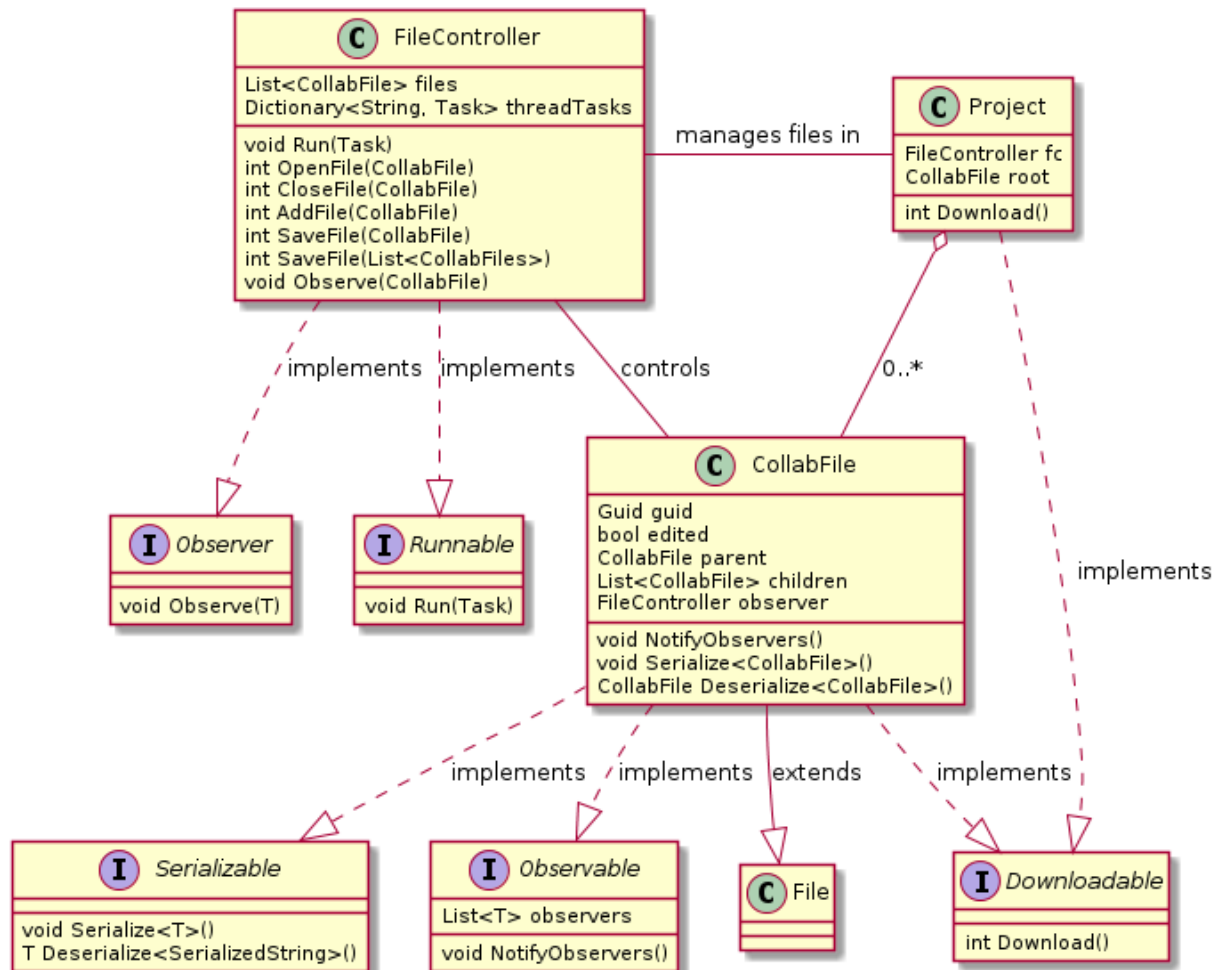 C FileController
List<CollabFile> files
Dictionary<String, Task> threadTasks
void Run(Task)
int OpenFile(CollabFile)
int CloseFile(CollabFile)
int AddFile(CollabFile)
int SaveFile(CollabFile)
int SaveFile(List<CollabFiles>)
void Observe(CollabFile)
manages files in
C Project
FileController fc
CollabFile root
int Download()
implements
implements
controls
0..*
C CollabFile
Guid guid
bool edited
CollabFile parent
List<CollabFile> children
FileController observer
void NotifyObservers()
void Serialize<CollabFile>()
CollabFile Deserialize<CollabFile>()
I Observer
void Observe(T)
I Runnable
void Run(Task)
implements
implements
implements
extends
implements
I Serializable
void Serialize<T>()
T Deserialize<SerializedString>()
I Observable
List<T> observers
void NotifyObservers()
C File
I Downloadable
int Download()